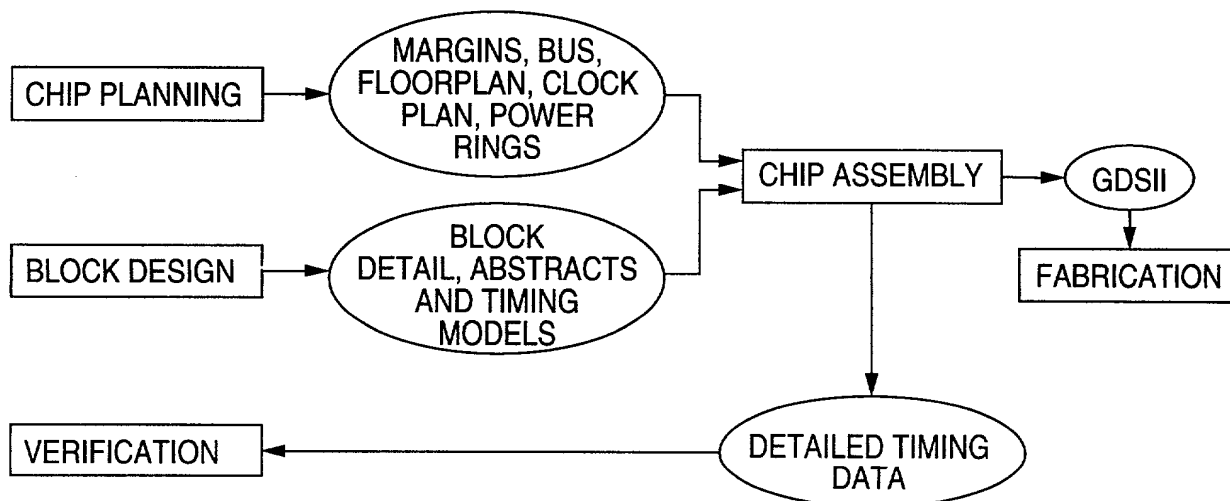 CHIP PLANNING
MARGINS, BUS,
FLOORPLAN, CLOCK
PLAN, POWER
RINGS
BLOCK DESIGN
BLOCK
DETAIL, ABSTRACTS
AND TIMING
MODELS
CHIP ASSEMBLY
GDSII
FABRICATION
VERIFICATION
DETAILED TIMING
DATA